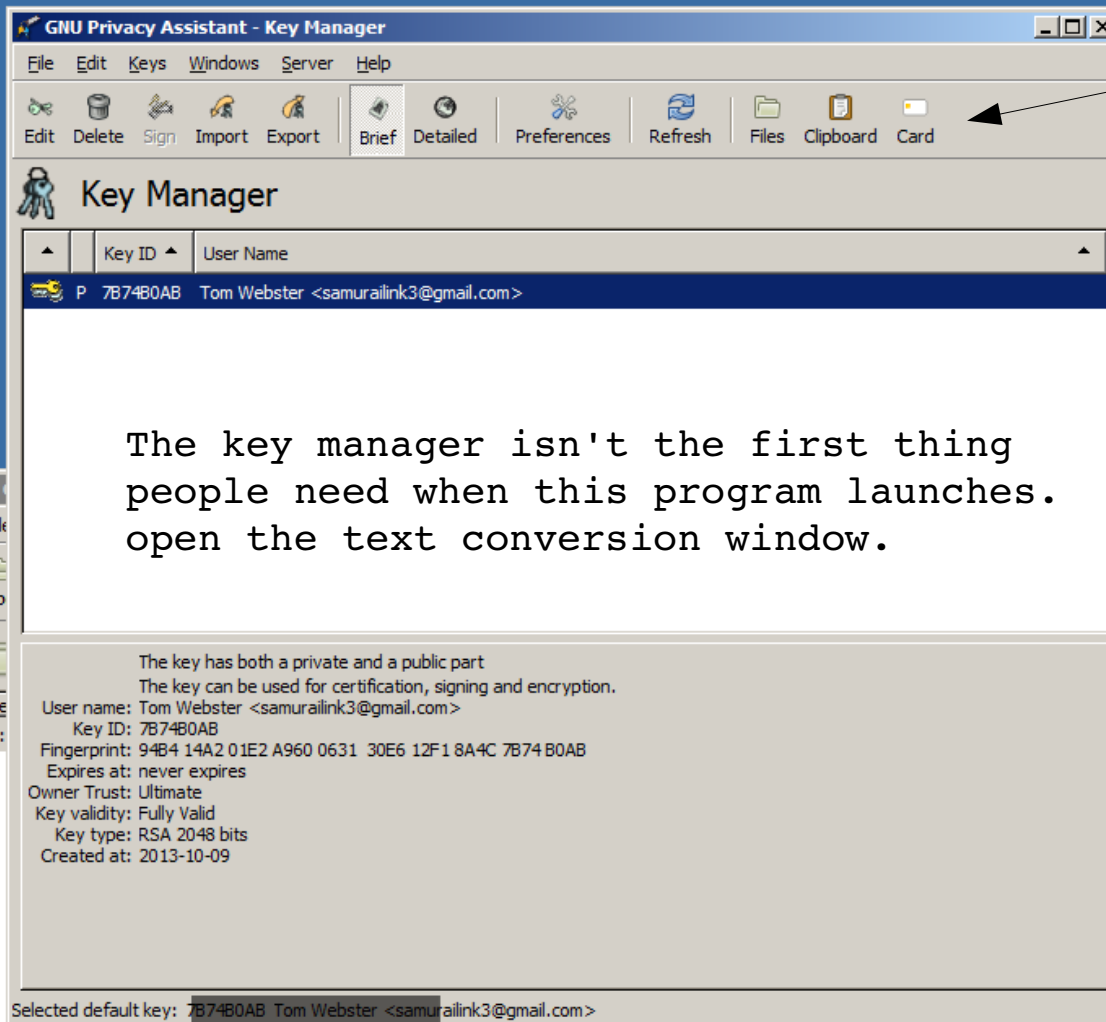 GNU Privacy Assistant - Key Manager
File Edit Keys Windows Server Help
Edit Delete Sign Import Export Brief Detailed Preferences Refresh Files Clipboard Card
Key Manager
Key ID User Name
P 7B74B0AB Tom Webster <samurailink3@gmail.com>
The key manager isn't the first thing
people need when this program launches.
open the text conversion window.
The key has both a private and a public part
The key can be used for certification, signing and encryption.
User name: Tom Webster <samurailink3@gmail.com>
Key ID: 7B74B0AB
Fingerprint: 94B4 14A2 01E2 A960 0631  30E6 12F1 8A4C 7B74 B0AB
Expires at: never expires
Owner Trust: Ultimate
Key validity: Fully Valid
Key type: RSA 2048 bits
Created at: 2013-10-09
Selected default key: 7B74B0AB Tom Webster <samurailink3@gmail.com>